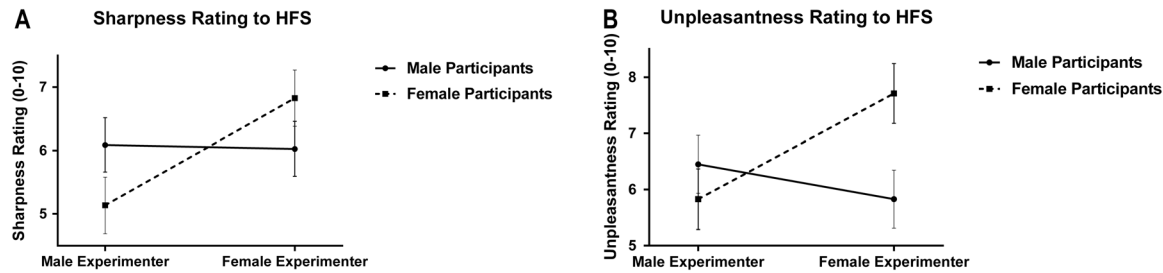 A
Sharpness Rating to HFS
Sharpness Rating (0-10)
7
6
5
Male Experimenter
Female Experimenter
Male Participants
Female Participants
B
Unpleasantness Rating to HFS
Unpleasantness Rating (0-10)
8
7
6
5
Male Experimenter
Female Experimenter
Male Participants
Female Participants